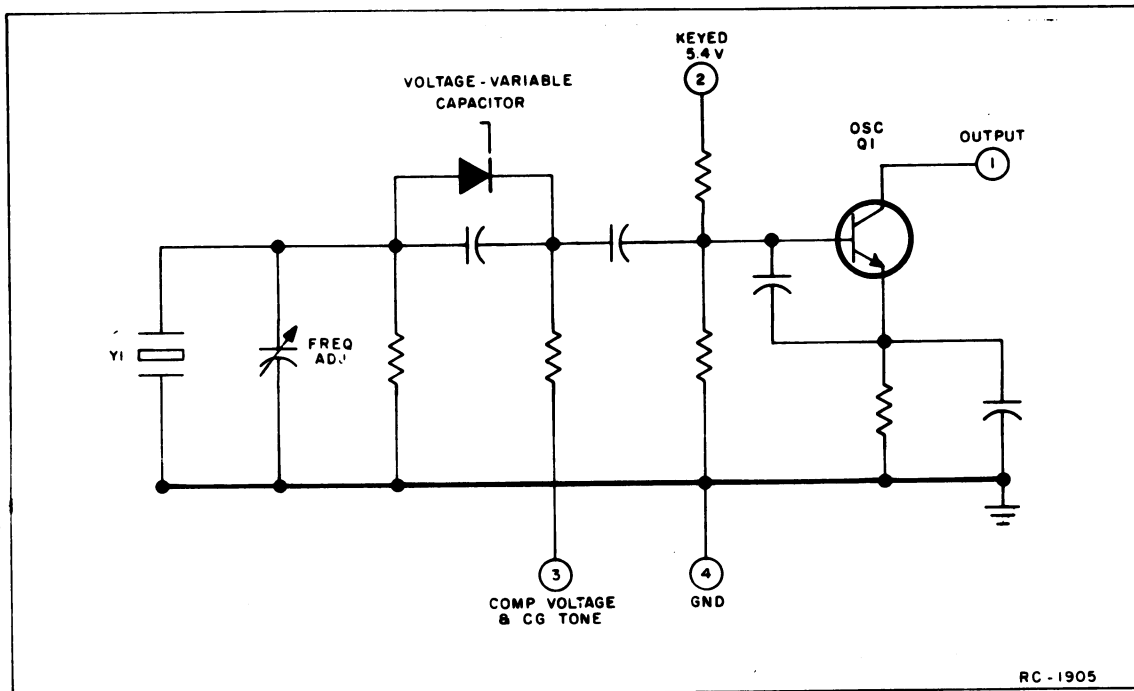 KEYED
5.4V
2
VOLTAGE-VARIABLE
CAPACITOR
OSC
Q1
OUTPUT
1
Y1
FREQ
ADJ
3
COMP VOLTAGE
& CG TONE
4
GND
RC-1905